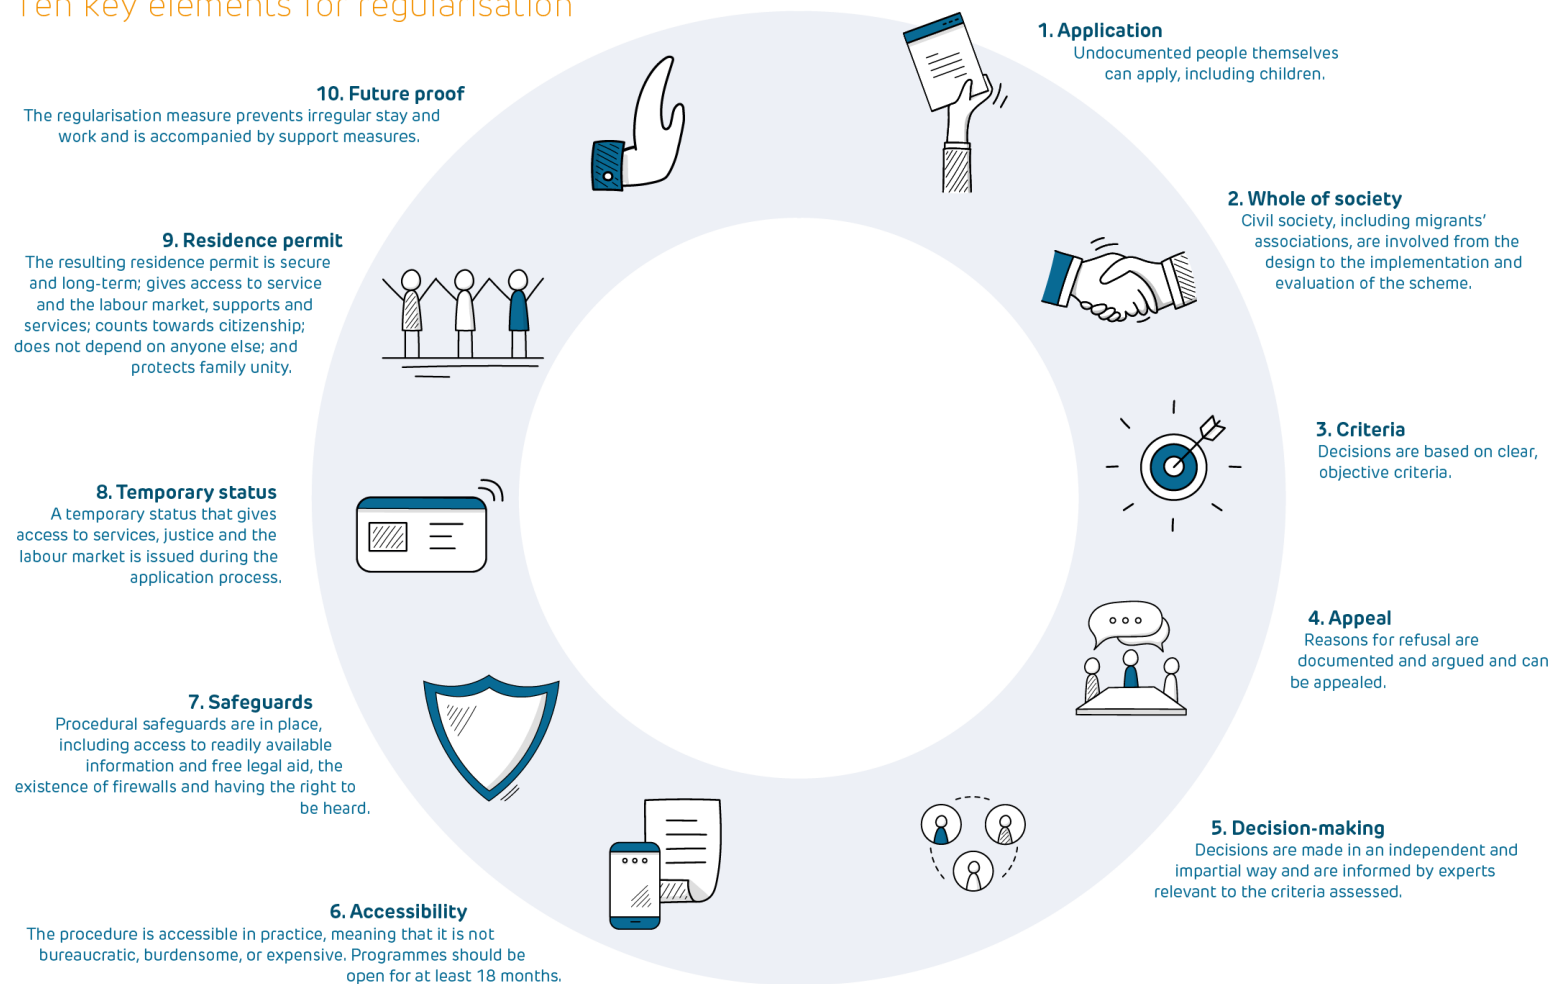 Ten key elements for regularisation
1. Application
Undocumented people themselves
can apply, including children.
2. Whole of society
Civil society, including migrants’
associations, are involved from the
design to the implementation and
evaluation of the scheme.
3. Criteria
Decisions are based on clear,
objective criteria.
4. Appeal
Reasons for refusal are
documented and argued and can
be appealed.
5. Decision-making
Decisions are made in an independent and
impartial way and are informed by experts
relevant to the criteria assessed.
6. Accessibility
The procedure is accessible in practice, meaning that it is not
bureaucratic, burdensome, or expensive. Programmes should be
open for at least 18 months.
7. Safeguards
Procedural safeguards are in place,
including access to readily available
information and free legal aid, the
existence of firewalls and having the right to
be heard.
8. Temporary status
A temporary status that gives
access to services, justice and the
labour market is issued during the
application process.
9. Residence permit
The resulting residence permit is secure
and long-term; gives access to service
and the labour market, supports and
services; counts towards citizenship;
does not depend on anyone else; and
protects family unity.
10. Future proof
The regularisation measure prevents irregular stay and
work and is accompanied by support measures.